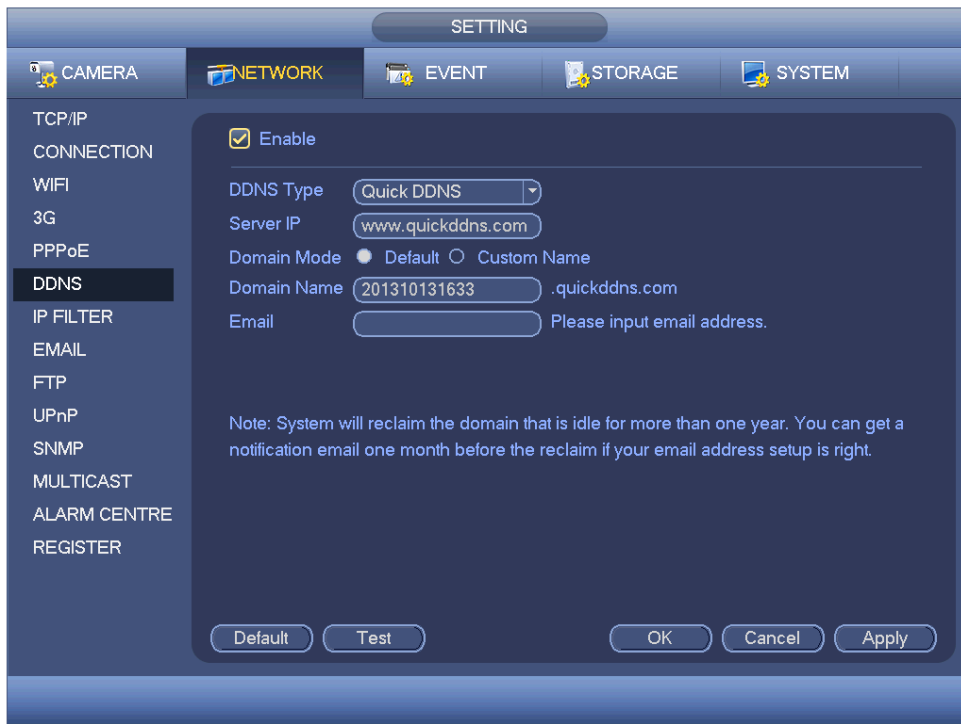 SETTING
CAMERA NETWORK EVENT STORAGE SYSTEM
TCP/IP
CONNECTION
WIFI
3G
PPPoE
DDNS
IP FILTER
EMAIL
FTP
UPnP
SNMP
MULTICAST
ALARM CENTRE
REGISTER
Enable
DDNS Type Quick DDNS
Server IP www.quickddns.com
Domain Mode Default Custom Name
Domain Name 201310131633 .quickddns.com
Email Please input email address.
Note: System will reclaim the domain that is idle for more than one year. You can get a
notification email one month before the reclaim if your email address setup is right.
Default Test OK Cancel Apply